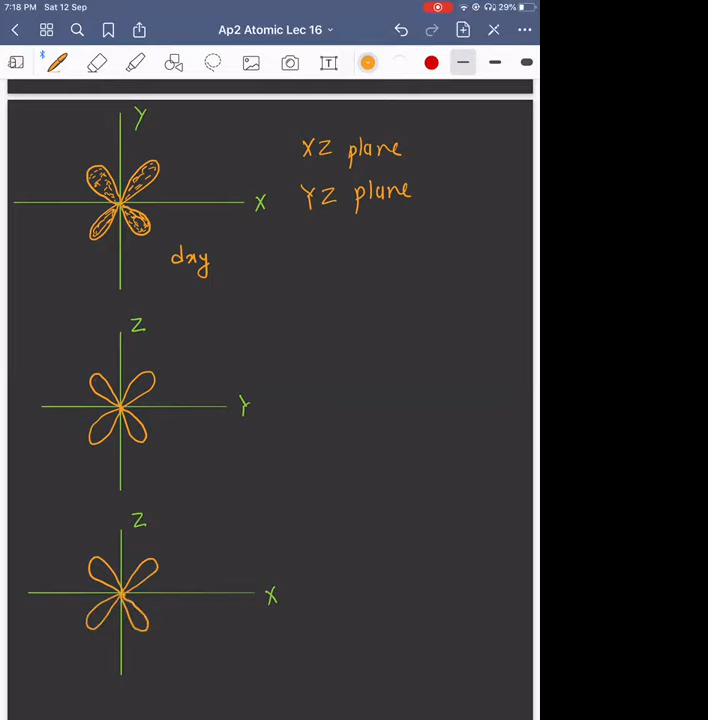 7:18 PM Sat 12 Sep 29%
Ap2 Atomic Lec 16
T
Y
X
XZ plane
YZ plane
dxy
Z
Y
Z
X